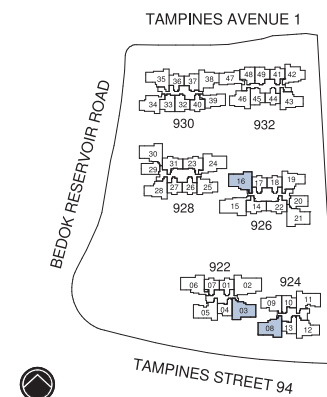 TAMPINES AVENUE 1
BEDOK RESERVOIR ROAD
35 36 37 38 47 48 49 41 42
34 33 32 40 39 46 45 44 43
930 932
30 31 23 24
29
28 27 26 25
928
16 17 18 19
15 14 22 20
21
926
922 924
06 07 01 02
05 04 03
09 10 11
08 13 12
TAMPINES STREET 94